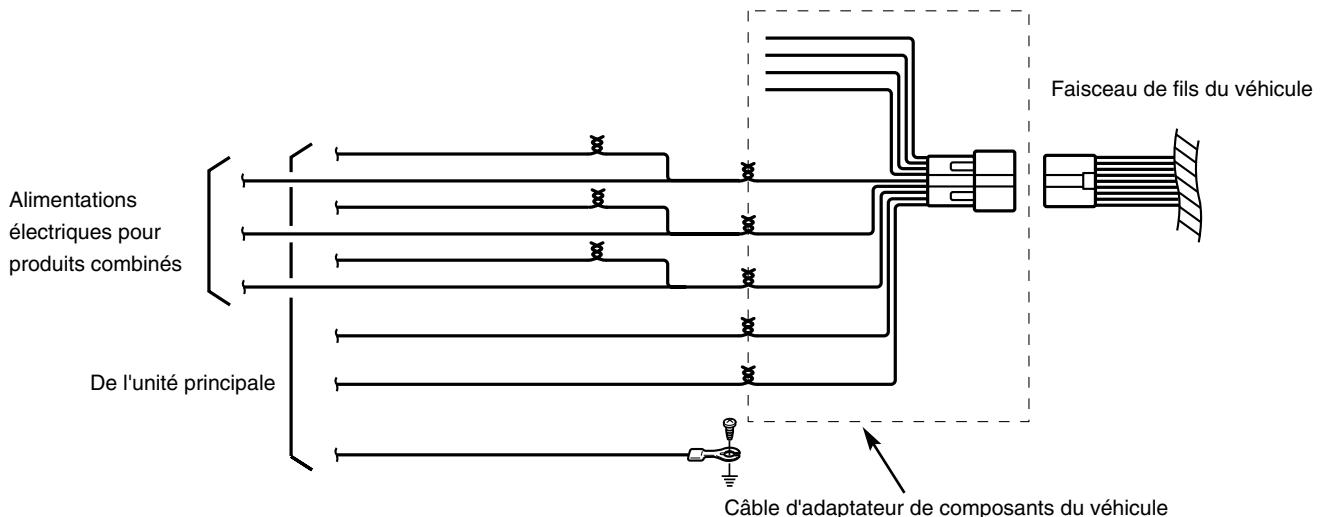 Faisceau de fils du véhicule
Alimentations
électriques pour
produits combinés
De l'unité principale
Câble d'adaptateur de composants du véhicule